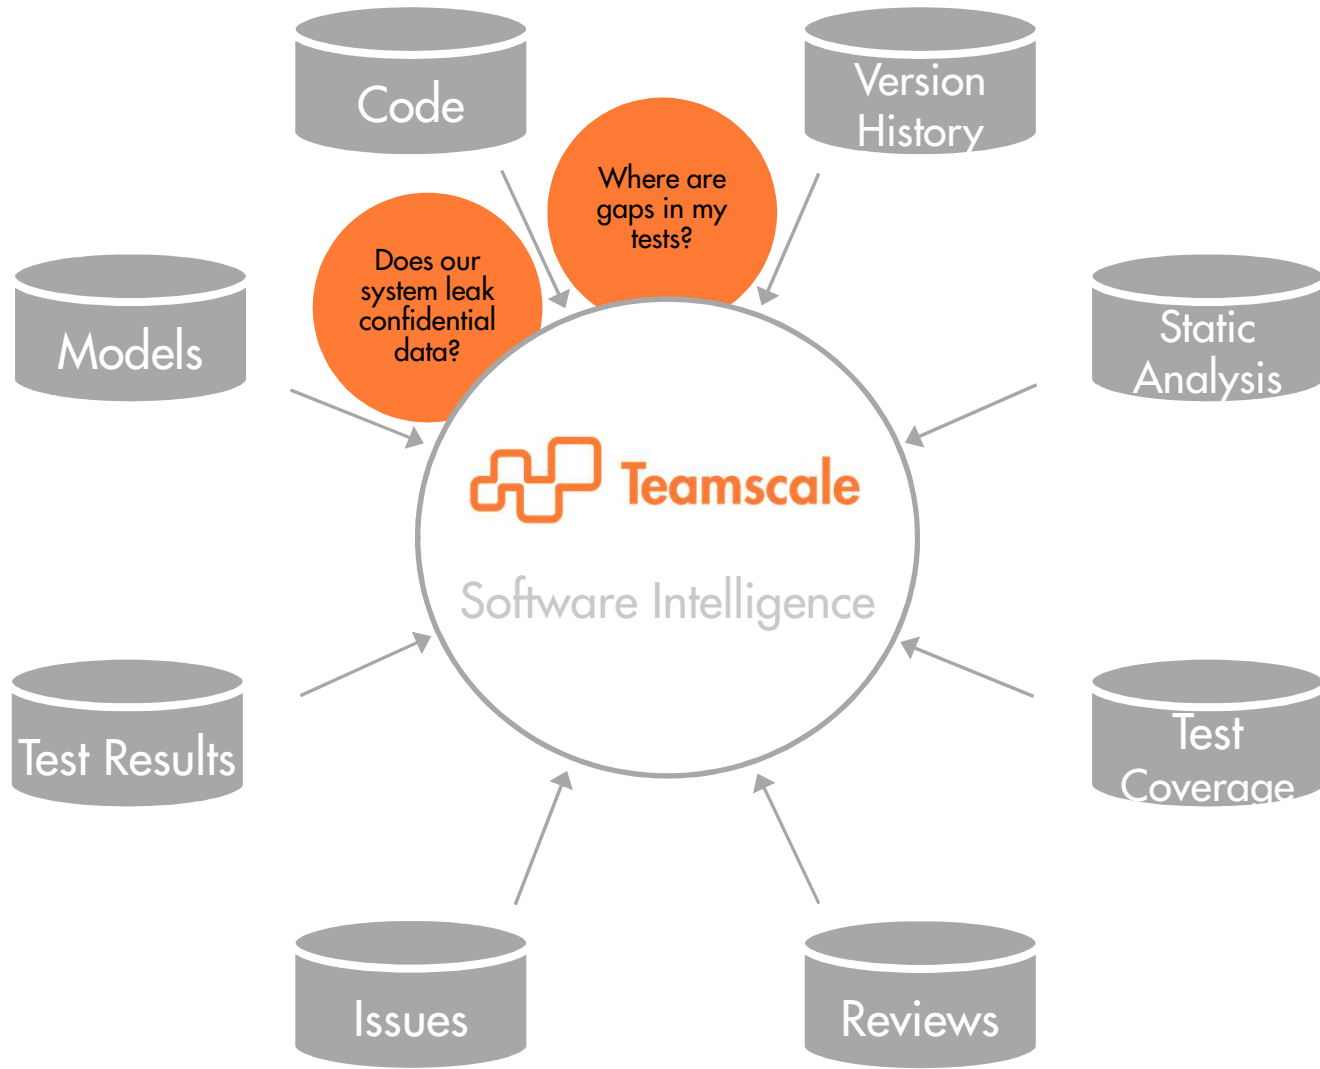 Code
Version
History
Where are
gaps in my
tests?
Does our
system leak
confidential
data?
Models
Static
Analysis
Teamscale
Software Intelligence
Test Results
Test
Coverage
Issues
Reviews